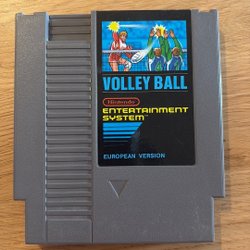 VOLLEY BALL
Nintendo
ENTERTAINMENT
SYSTEM
EUROPEAN VERSION